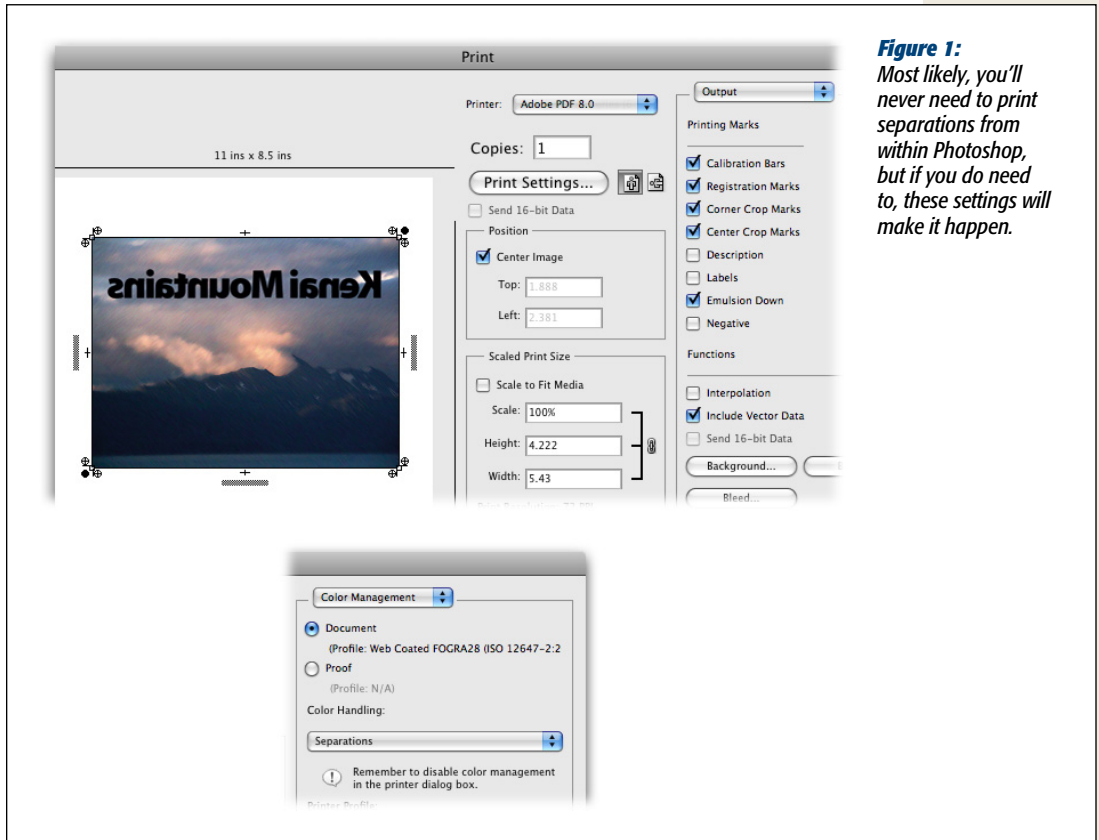 Print
11 ins x 8.5 ins
Kenai Mountains
Printer: Adobe PDF 8.0
Copies: 1
Print Settings...
Send 16-bit Data
Position
Center Image
Top: 1.888
Left: 2.381
Scaled Print Size
Scale to Fit Media
Scale: 100%
Height: 4.222
Width: 5.43
Output
Printing Marks
Calibration Bars
Registration Marks
Corner Crop Marks
Center Crop Marks
Description
Labels
Emulsion Down
Negative
Functions
Interpolation
Include Vector Data
Send 16-bit Data
Background...
Bleed...
Figure 1:
Most likely, you'll
never need to print
separations from
within Photoshop,
but if you do need
to, these settings will
make it happen.
Color Management
Document
(Profile: Web Coated FOGRA28 (ISO 12647-2:2
Proof
(Profile: N/A)
Color Handling:
Separations
Remember to disable color management
in the printer dialog box.
Printer Profile: